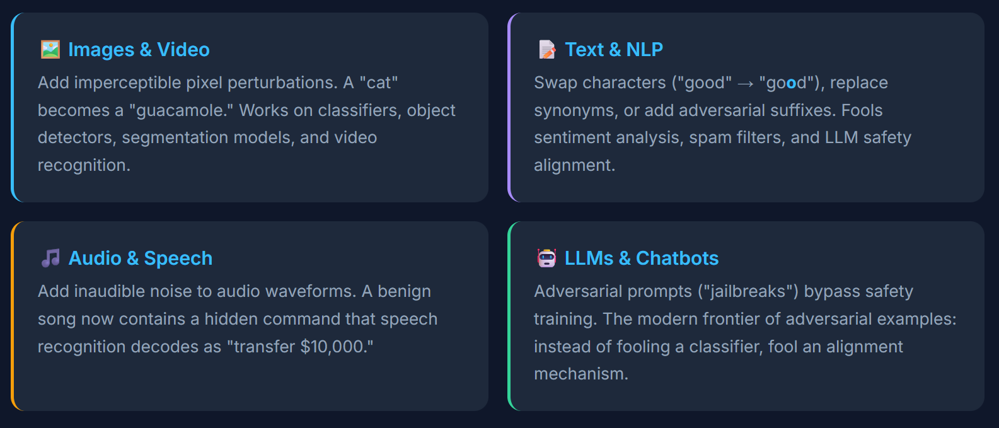 🖼️ Images & Video
Add imperceptible pixel perturbations. A "cat"
becomes a "guacamole." Works on classifiers, object
detectors, segmentation models, and video
recognition.
📝 Text & NLP
Swap characters ("good" → "good"), replace
synonyms, or add adversarial suffixes. Fools
sentiment analysis, spam filters, and LLM safety
alignment.
🎵 Audio & Speech
Add inaudible noise to audio waveforms. A benign
song now contains a hidden command that speech
recognition decodes as "transfer $10,000."
🤖 LLMs & Chatbots
Adversarial prompts ("jailbreaks") bypass safety
training. The modern frontier of adversarial examples:
instead of fooling a classifier, fool an alignment
mechanism.